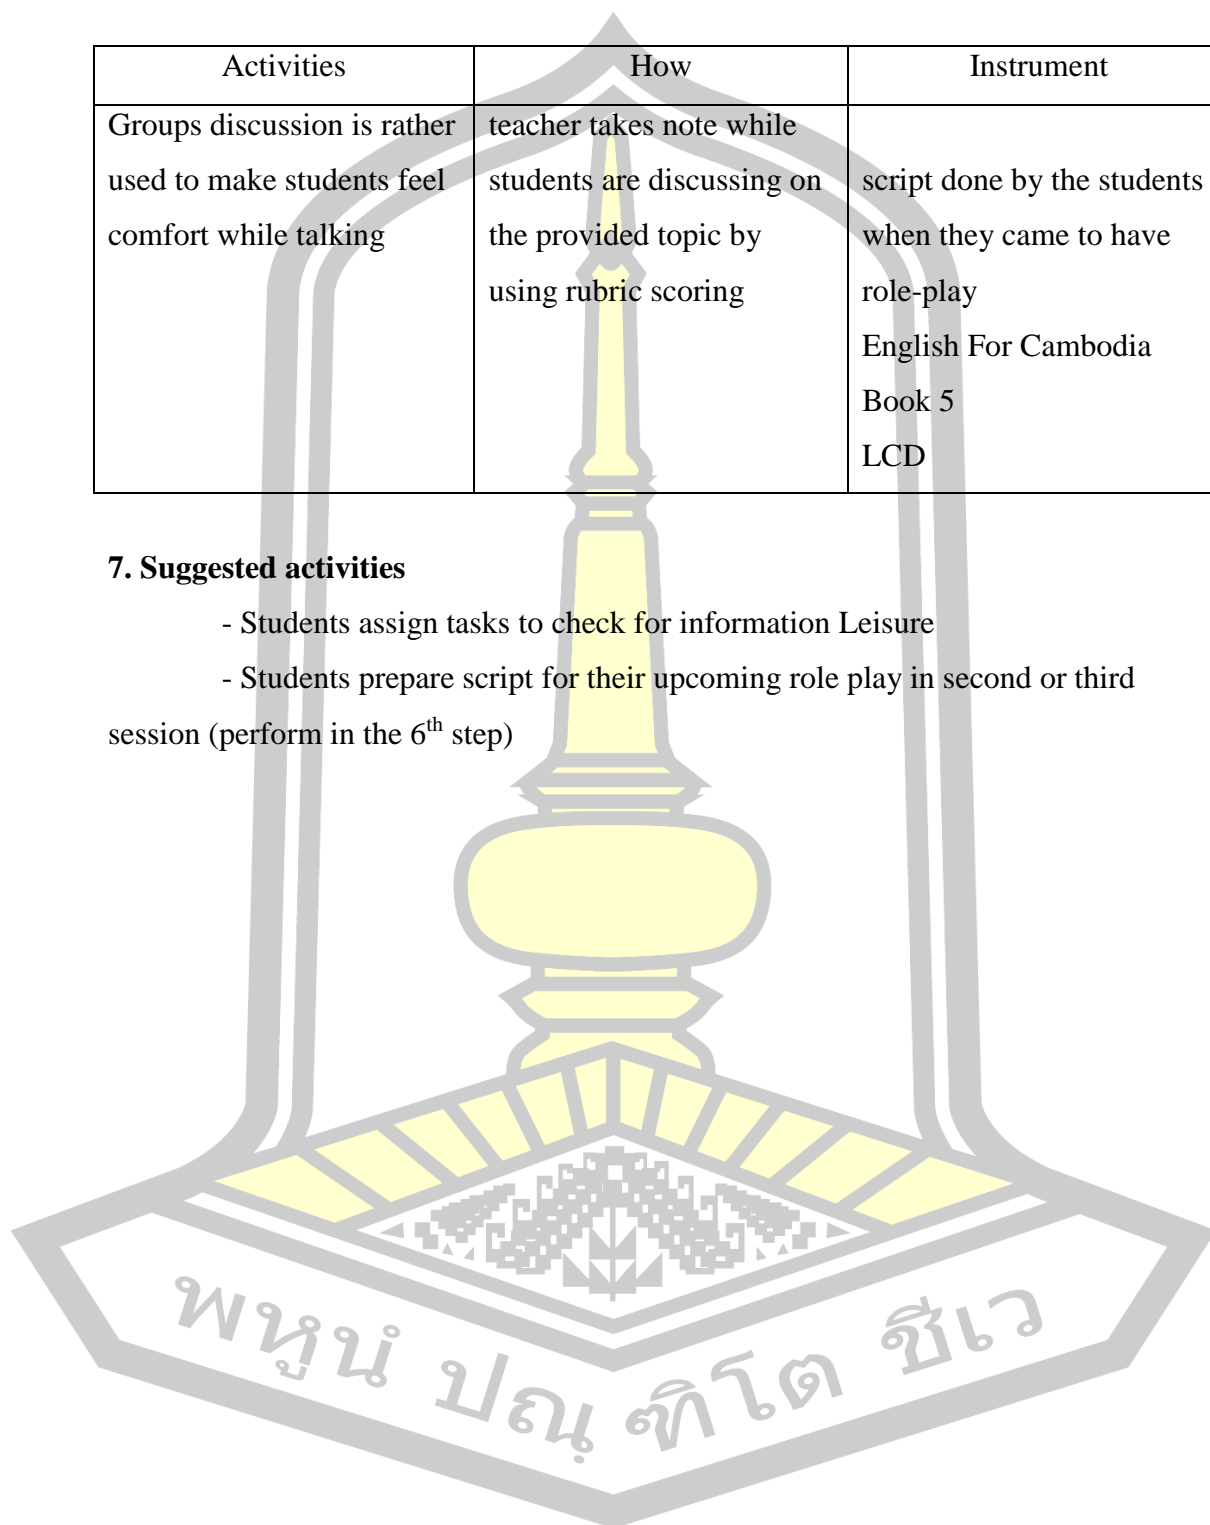 Activities How Instrument
Groups discussion is rather
used to make students feel
comfort while talking
teacher takes note while
students are discussing on
the provided topic by
using rubric scoring
script done by the students
when they came to have
role-play
English For Cambodia
Book 5
LCD
7. Suggested activities
- Students assign tasks to check for information Leisure
- Students prepare script for their upcoming role play in second or third
session (perform in the 6th step)
พหูนํ ปณฺ ฑิโต ชีเว